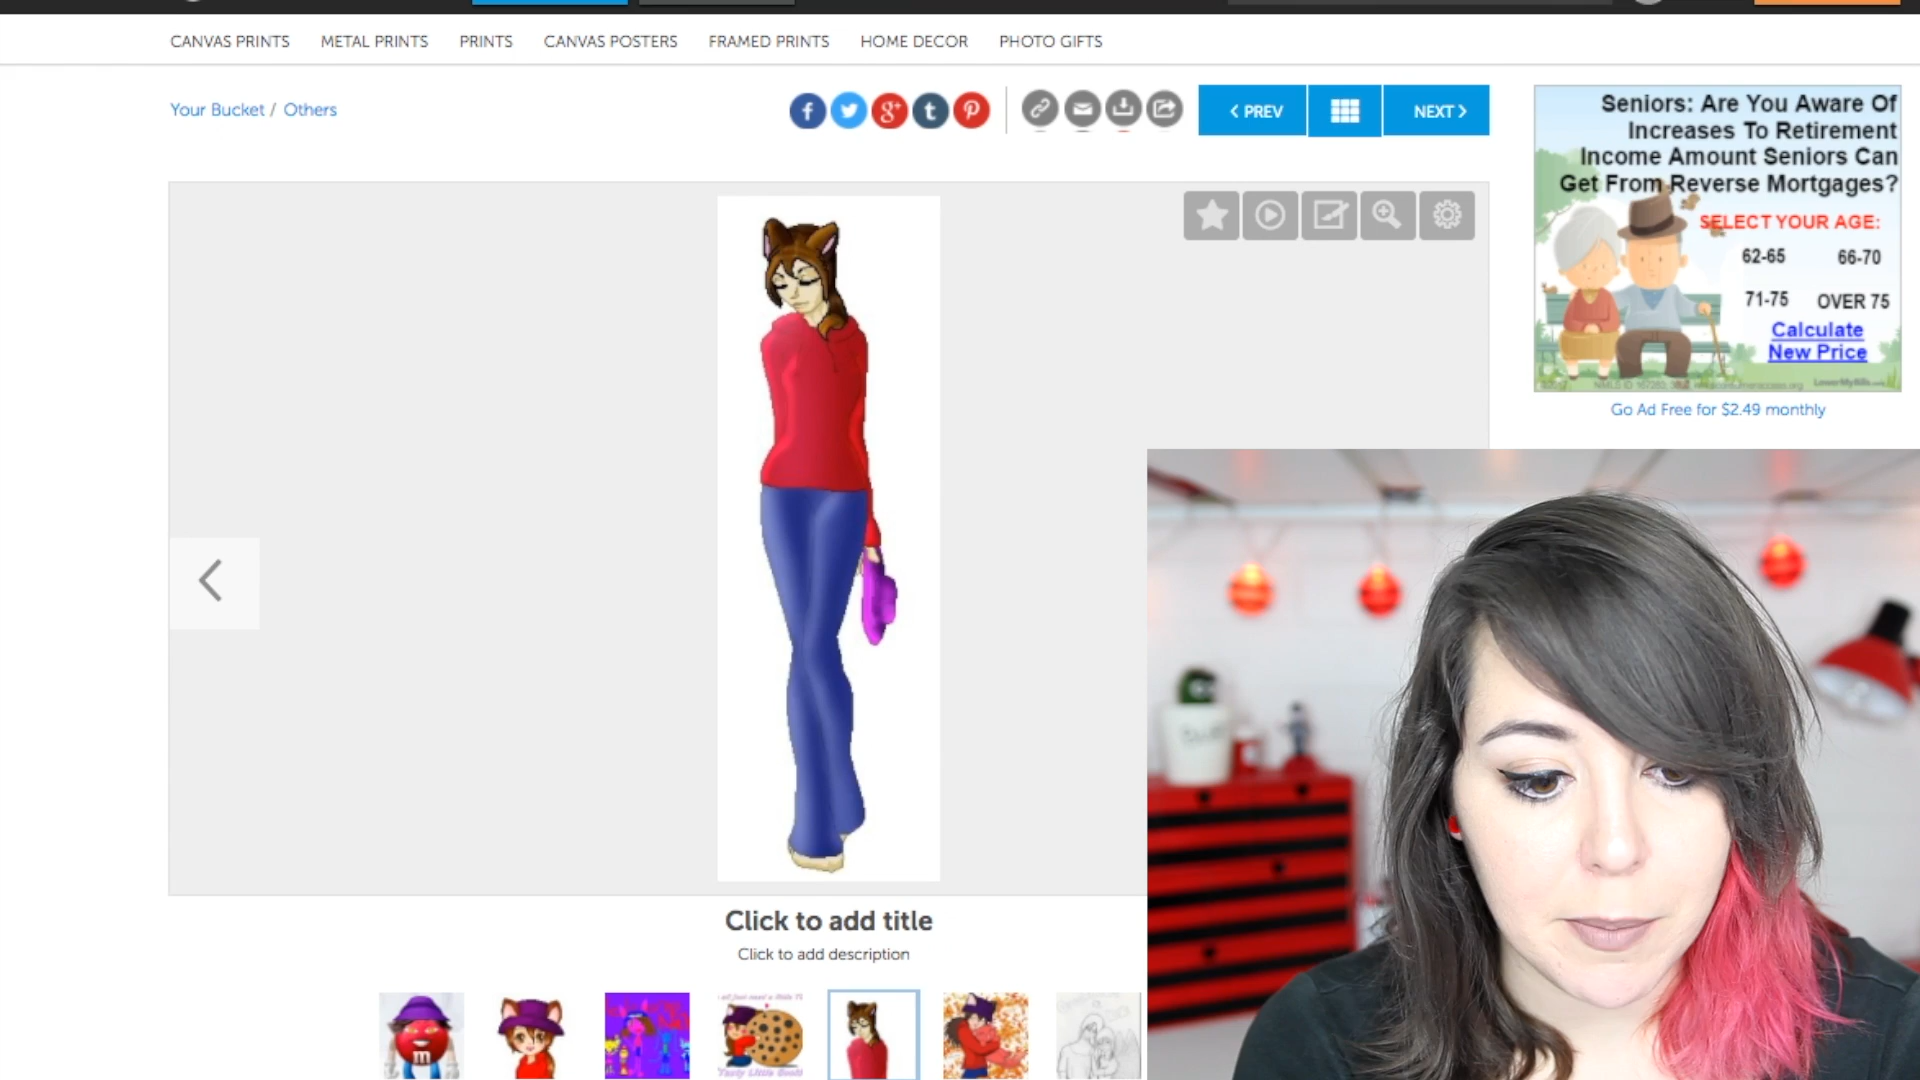 CANVAS PRINTS METAL PRINTS PRINTS CANVAS POSTERS FRAMED PRINTS HOME DECOR PHOTO GIFTS
Your Bucket / Others
PREV
NEXT
Seniors: Are You Aware Of
Increases To Retirement
Income Amount Seniors Can
Get From Reverse Mortgages?
SELECT YOUR AGE:
62-65 66-70
71-75 OVER 75
Calculate
New Price
Go Ad Free for $2.49 monthly
Click to add title
Click to add description